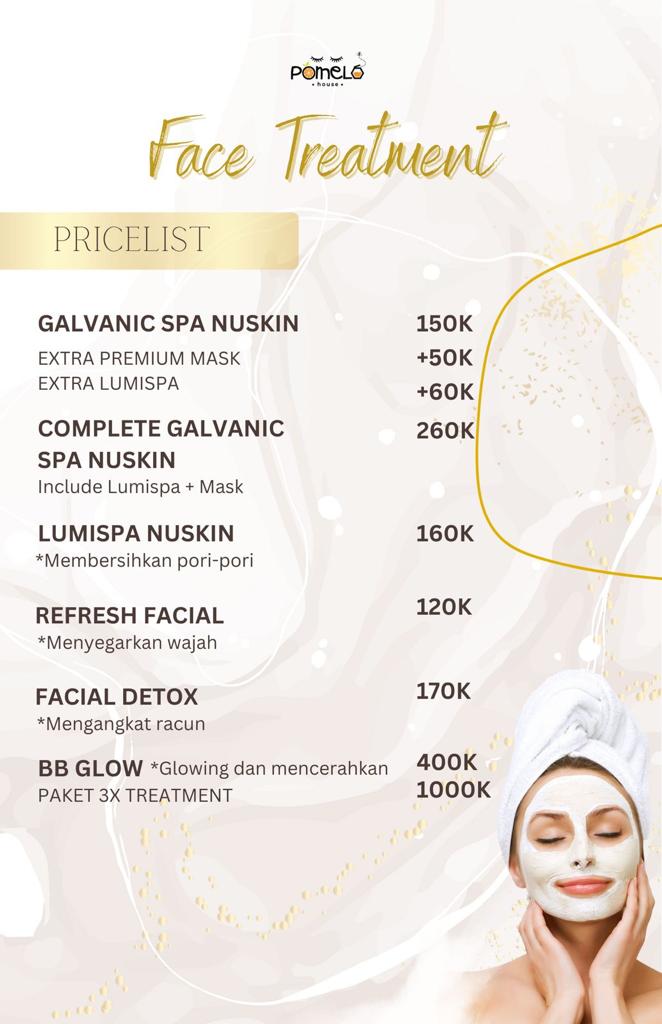 POMELO
• house •
Face Treatment
PRICELIST
GALVANIC SPA NUSKIN 150K
EXTRA PREMIUM MASK +50K
EXTRA LUMISPA +60K
COMPLETE GALVANIC 260K
SPA NUSKIN
Include Lumispa + Mask
LUMISPA NUSKIN 160K
*Membersihkan pori-pori
REFRESH FACIAL 120K
*Menyegarkan wajah
FACIAL DETOX 170K
*Mengangkat racun
BB GLOW *Glowing dan mencerahkan 400K
PAKET 3X TREATMENT 1000K